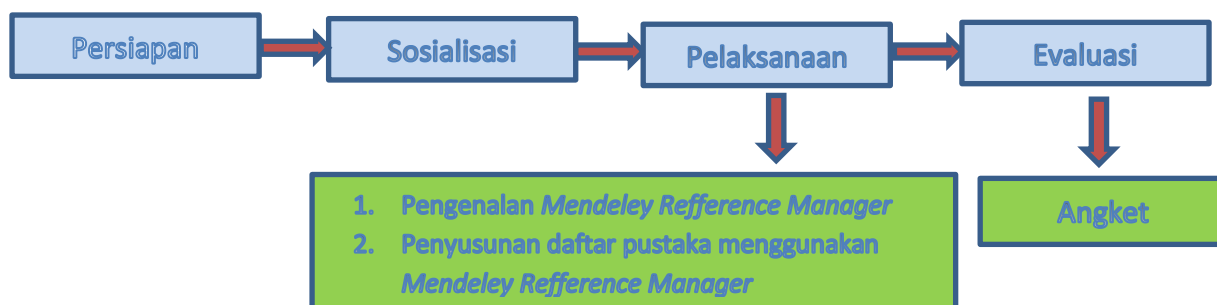 Persiapan
Sosialisasi
Pelaksanaan
Evaluasi
1. Pengenalan Mendeley Refference Manager
2. Penyusunan daftar pustaka menggunakan
Mendeley Refference Manager
Angket